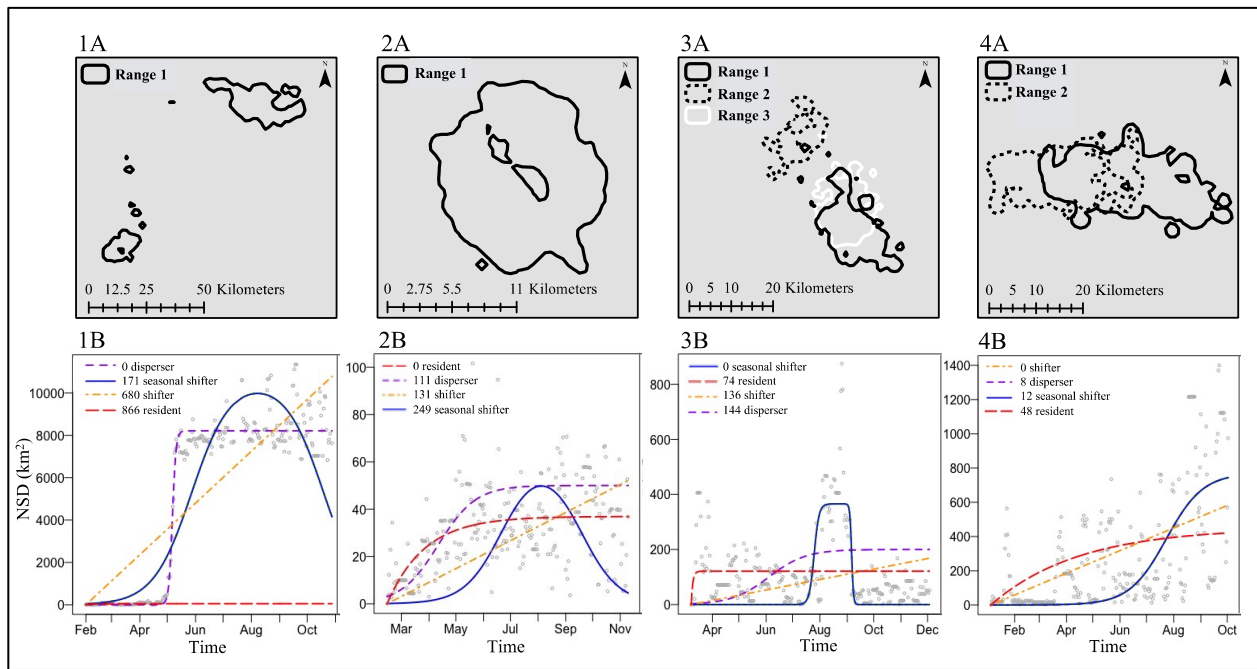 1A
Range 1
N
0 12.5 25 50 Kilometers
2A
Range 1
N
0 2.75 5.5 11 Kilometers
3A
Range 1
Range 2
Range 3
N
0 5 10 20 Kilometers
4A
Range 1
Range 2
N
0 5 10 20 Kilometers
1B
0 disperser
171 seasonal shifter
680 shifter
866 resident
NSD (km²)
10000
8000
6000
4000
2000
0
Feb Apr Jun Aug Oct
Time
2B
0 resident
111 disperser
131 shifter
249 seasonal shifter
100
80
60
40
20
0
Mar May Jul Sep Nov
Time
3B
0 seasonal shifter
74 resident
136 shifter
144 disperser
800
600
400
200
0
Apr Jun Aug Oct Dec
Time
4B
0 shifter
8 disperser
12 seasonal shifter
48 resident
1400
1200
1000
800
600
400
200
0
Feb Apr Jun Aug Oct
Time